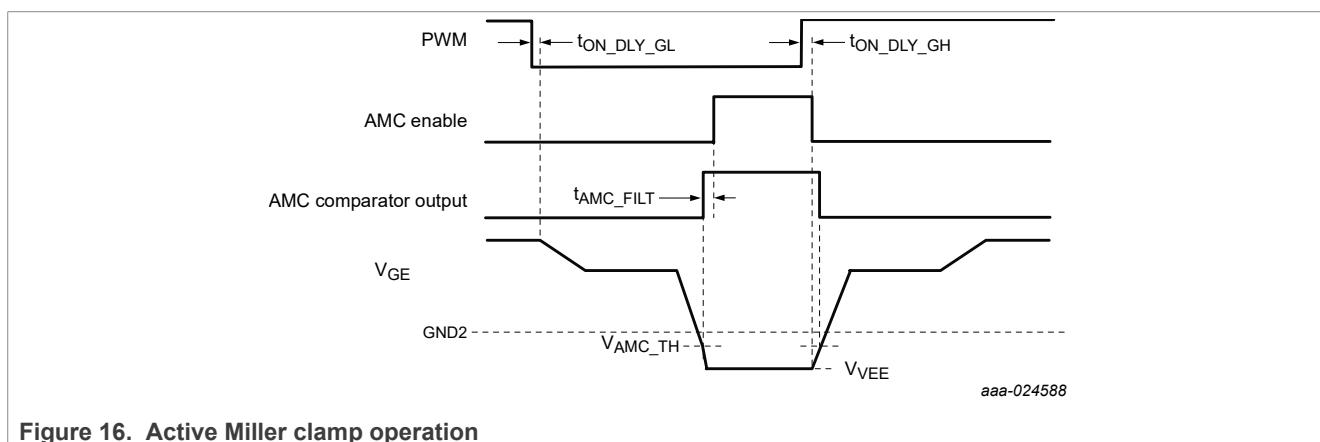 PWM
tON_DLY_GL
tON_DLY_GH
AMC enable
AMC comparator output
tAMC_FILT
VGE
GND2
VAMC_TH
VVEE
aaa-024588
Figure 16. Active Miller clamp operation